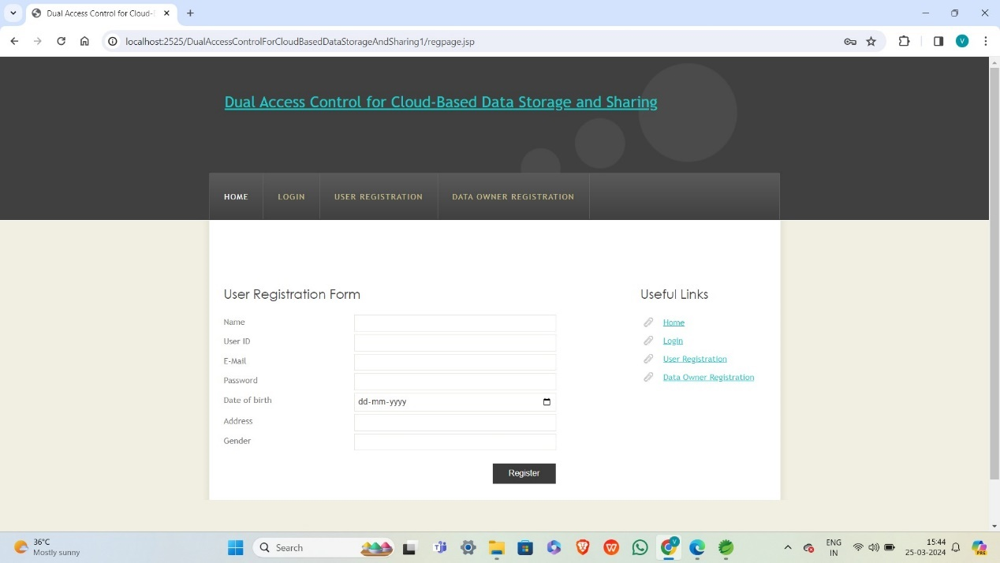 Dual Access Control for Cloud-
localhost:2525/DualAccessControlForCloudBasedDataStorageAndSharing1/regpage.jsp
V
Dual Access Control for Cloud-Based Data Storage and Sharing
HOME LOGIN USER REGISTRATION DATA OWNER REGISTRATION
User Registration Form
Name
User ID
E-Mail
Password
Date of birth dd-mm-yyyy
Address
Gender
Register
Useful Links
Home
Login
User Registration
Data Owner Registration
36°C
Mostly sunny
Search
V
ENG
IN
15:44
25-03-2024
PRE